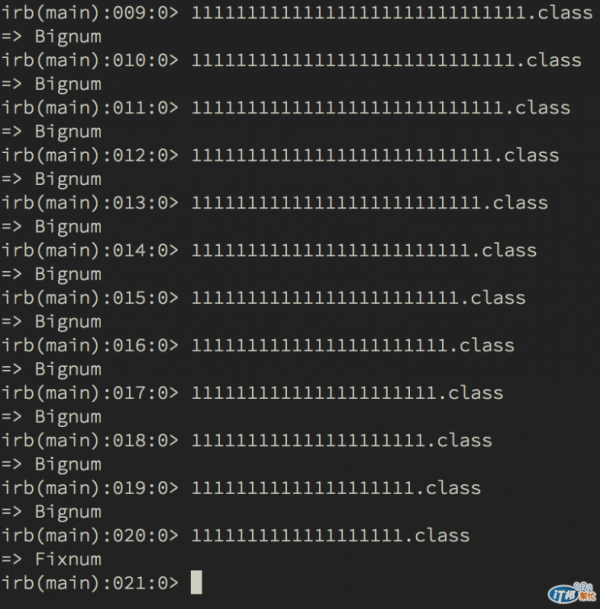 irb(main):009:0> 111111111111111111111111111111.class
=> Bignum
irb(main):010:0> 11111111111111111111111111111.class
=> Bignum
irb(main):011:0> 1111111111111111111111111111.class
=> Bignum
irb(main):012:0> 111111111111111111111111111.class
=> Bignum
irb(main):013:0> 11111111111111111111111111.class
=> Bignum
irb(main):014:0> 1111111111111111111111111.class
=> Bignum
irb(main):015:0> 111111111111111111111111.class
=> Bignum
irb(main):016:0> 11111111111111111111111.class
=> Bignum
irb(main):017:0> 1111111111111111111111.class
=> Bignum
irb(main):018:0> 111111111111111111111.class
=> Bignum
irb(main):019:0> 11111111111111111111.class
=> Bignum
irb(main):020:0> 1111111111111111111.class
=> Fixnum
irb(main):021:0>
iT邦幫忙